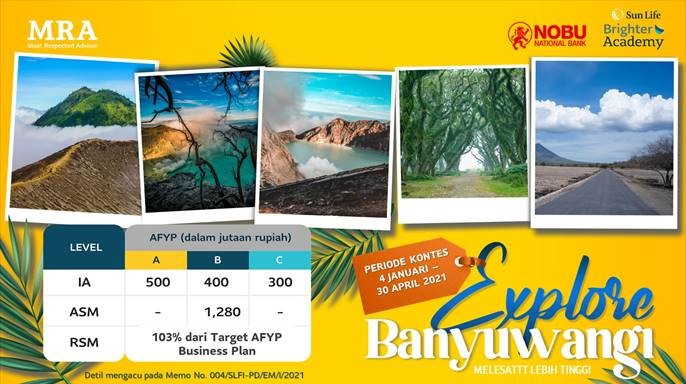 MRA
Most Respected Advisor
NOBU
NATIONAL BANK
Sun Life
Brighter
Academy
LEVEL
AFYP (dalam jutaan rupiah)
A B C
IA 500 400 300
ASM - 1,280 -
RSM 103% dari Target AFYP
Business Plan
Detil mengacu pada Memo No. 004/SLFI-PD/EM/I/2021
PERIODE KONTES
4 JANUARI –
30 APRIL 2021
Explore
Banyuwangi
MELESATTT LEBIH TINGGI